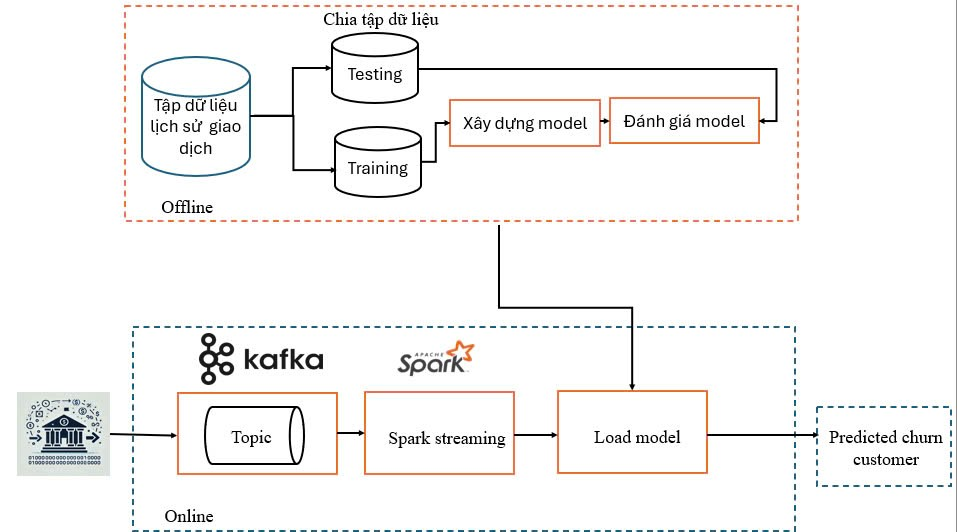 Chia tập dữ liệu
Testing
Tập dữ liệu
lịch sử giao
dịch
Xây dựng model
Đánh giá model
Training
Offline
kafka
APACHE
Spark
Topic
Spark streaming
Load model
Predicted churn
customer
Online